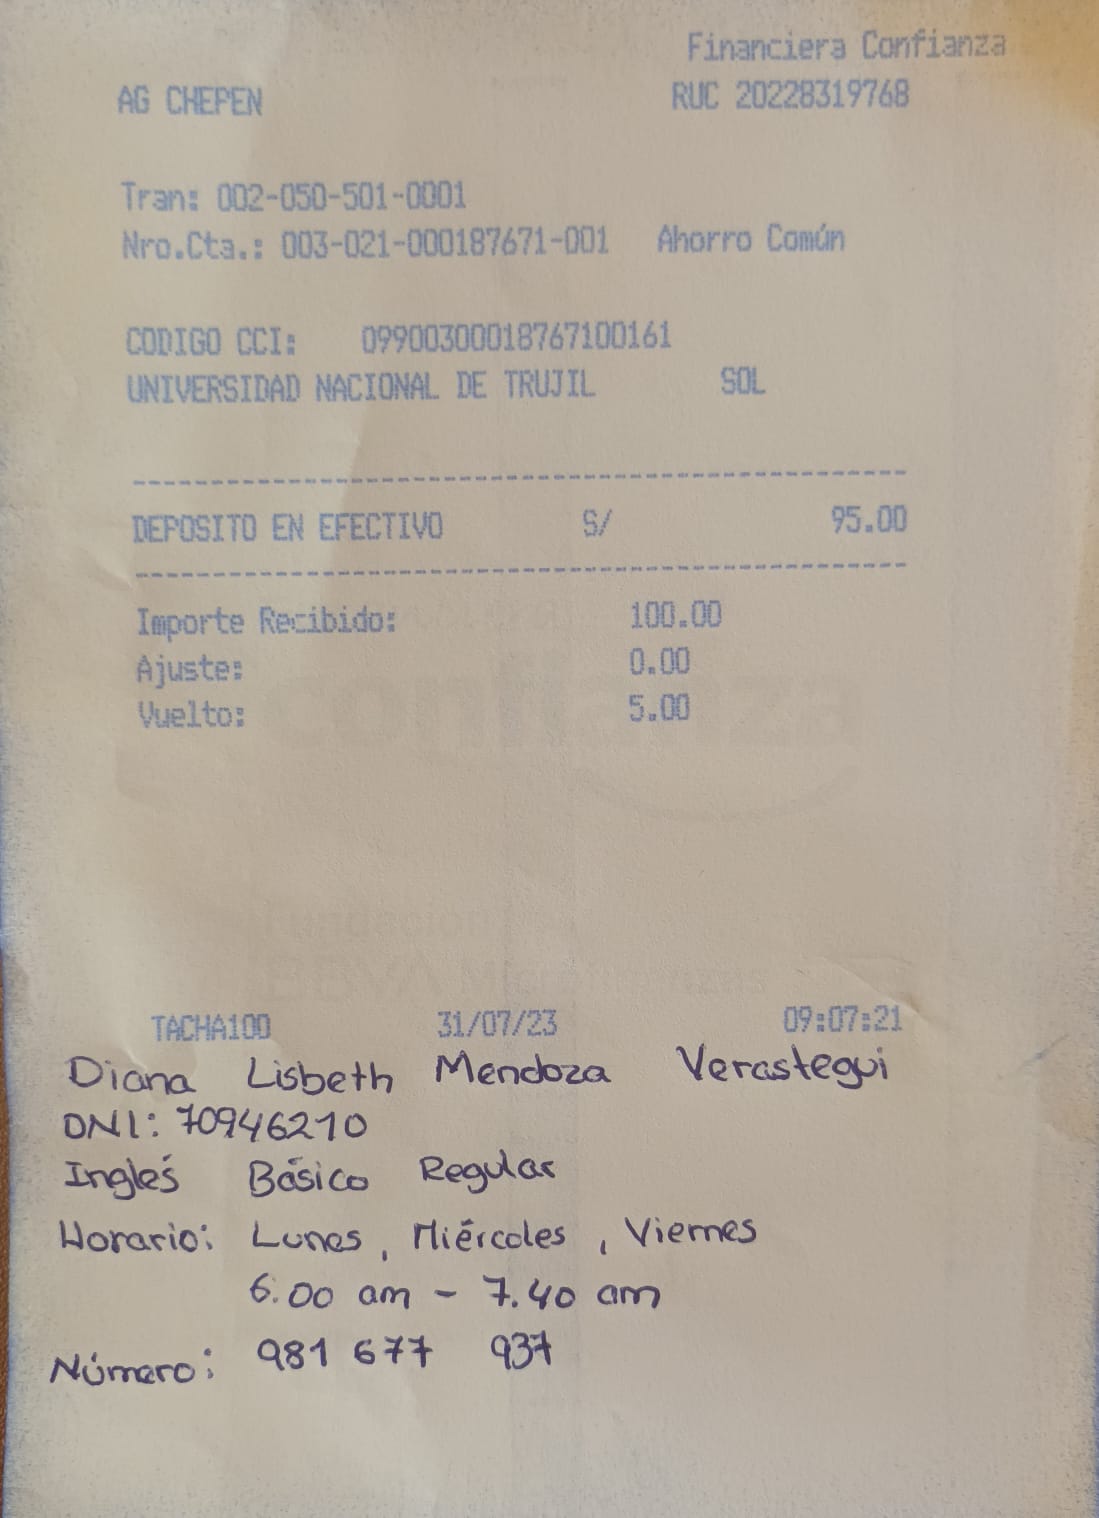 Financiera Confianza
AG CHEPEN RUC 20228319768
Tran: 002-050-501-0001
Nro.Cta.: 003-021-000187671-001 Ahorro Común
CODIGO CCI: 09900300018767100161
UNIVERSIDAD NACIONAL DE TRUJIL SOL
DEPOSITO EN EFECTIVO S/ 95.00
Importe Recibido: 100.00
Ajuste: 0.00
Vuelto: 5.00
TACHA100 31/07/23 09:07:21
Diana Lisbeth Mendoza Verastegui
DNI: 70946210
Inglés Básico Regular
Horario: Lunes, Miércoles, Viernes
6.00 am - 7.40 am
Número: 981 677 937